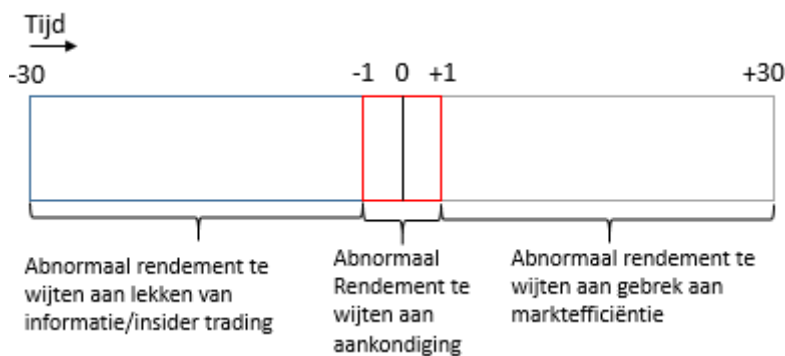 Tijd
-30 -1 0 +1 +30
Abnormaal rendement te
wijten aan lekken van
informatie/insider trading
Abnormaal
Rendement te
wijten aan
aankondiging
Abnormaal rendement te
wijten aan gebrek aan
marktefficiëntie